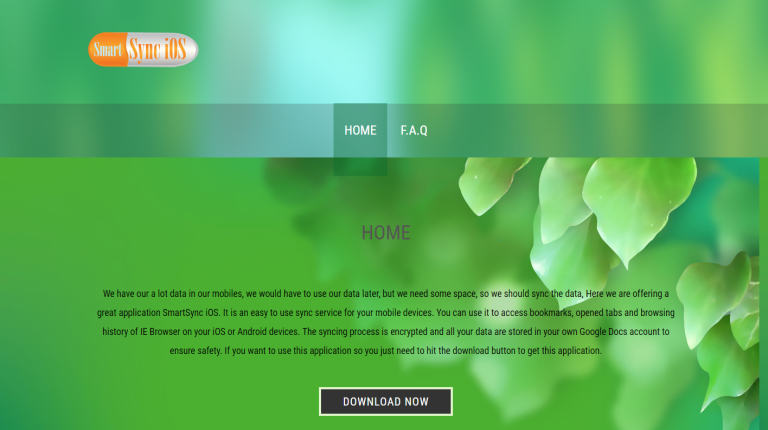 Smart Sync iOS
HOME F.A.Q
HOME
We have our a lot data in our mobiles, we would have to use our data later, but we need some space, so we should sync the data, Here we are offering a
great application SmartSync iOS. It is an easy to use sync service for your mobile devices. You can use it to access bookmarks, opened tabs and browsing
history of IE Browser on your iOS or Android devices. The syncing process is encrypted and all your data are stored in your own Google Docs account to
ensure safety. If you want to use this application so you just need to hit the download button to get this application.
DOWNLOAD NOW